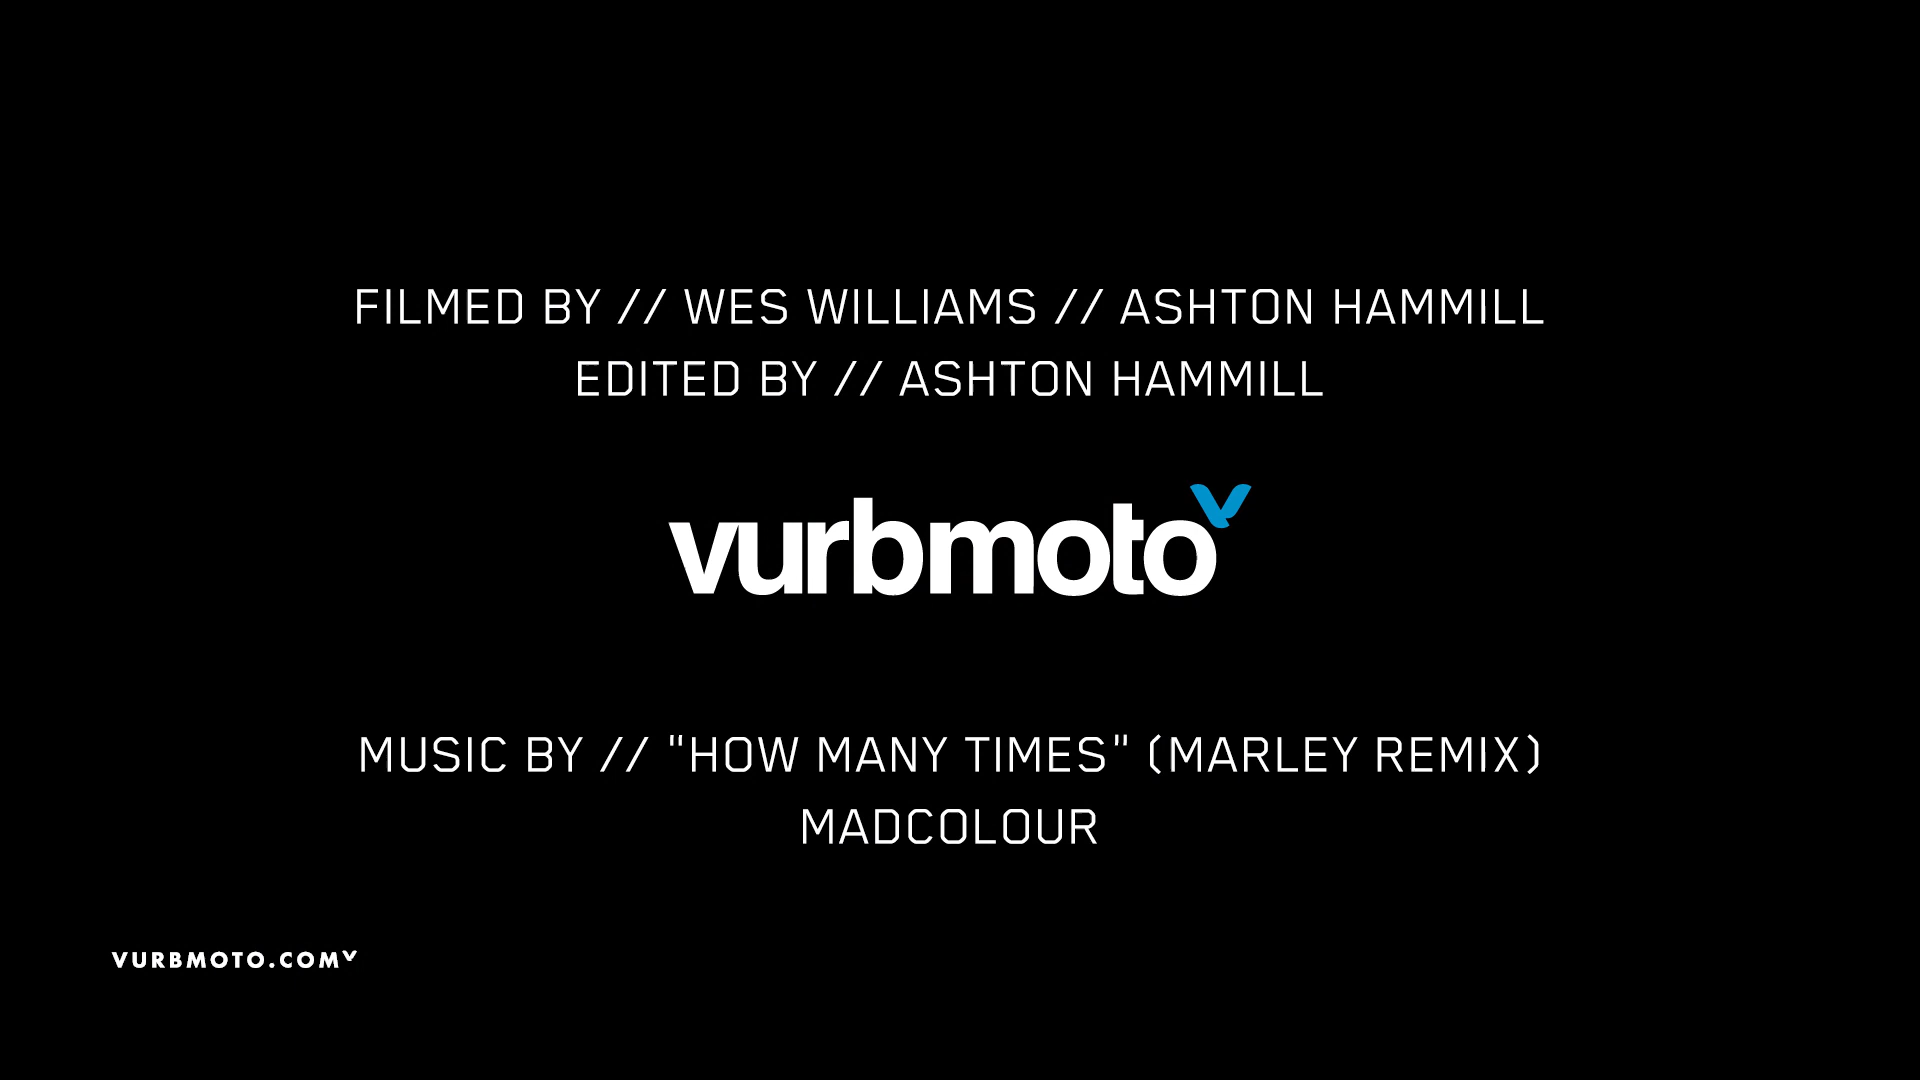 FILMED BY // WES WILLIAMS // ASHTON HAMMILL
EDITED BY // ASHTON HAMMILL
vurbmoto
MUSIC BY // "HOW MANY TIMES" (MARLEY REMIX)
MADCOLOUR
VURBMOTO.COM